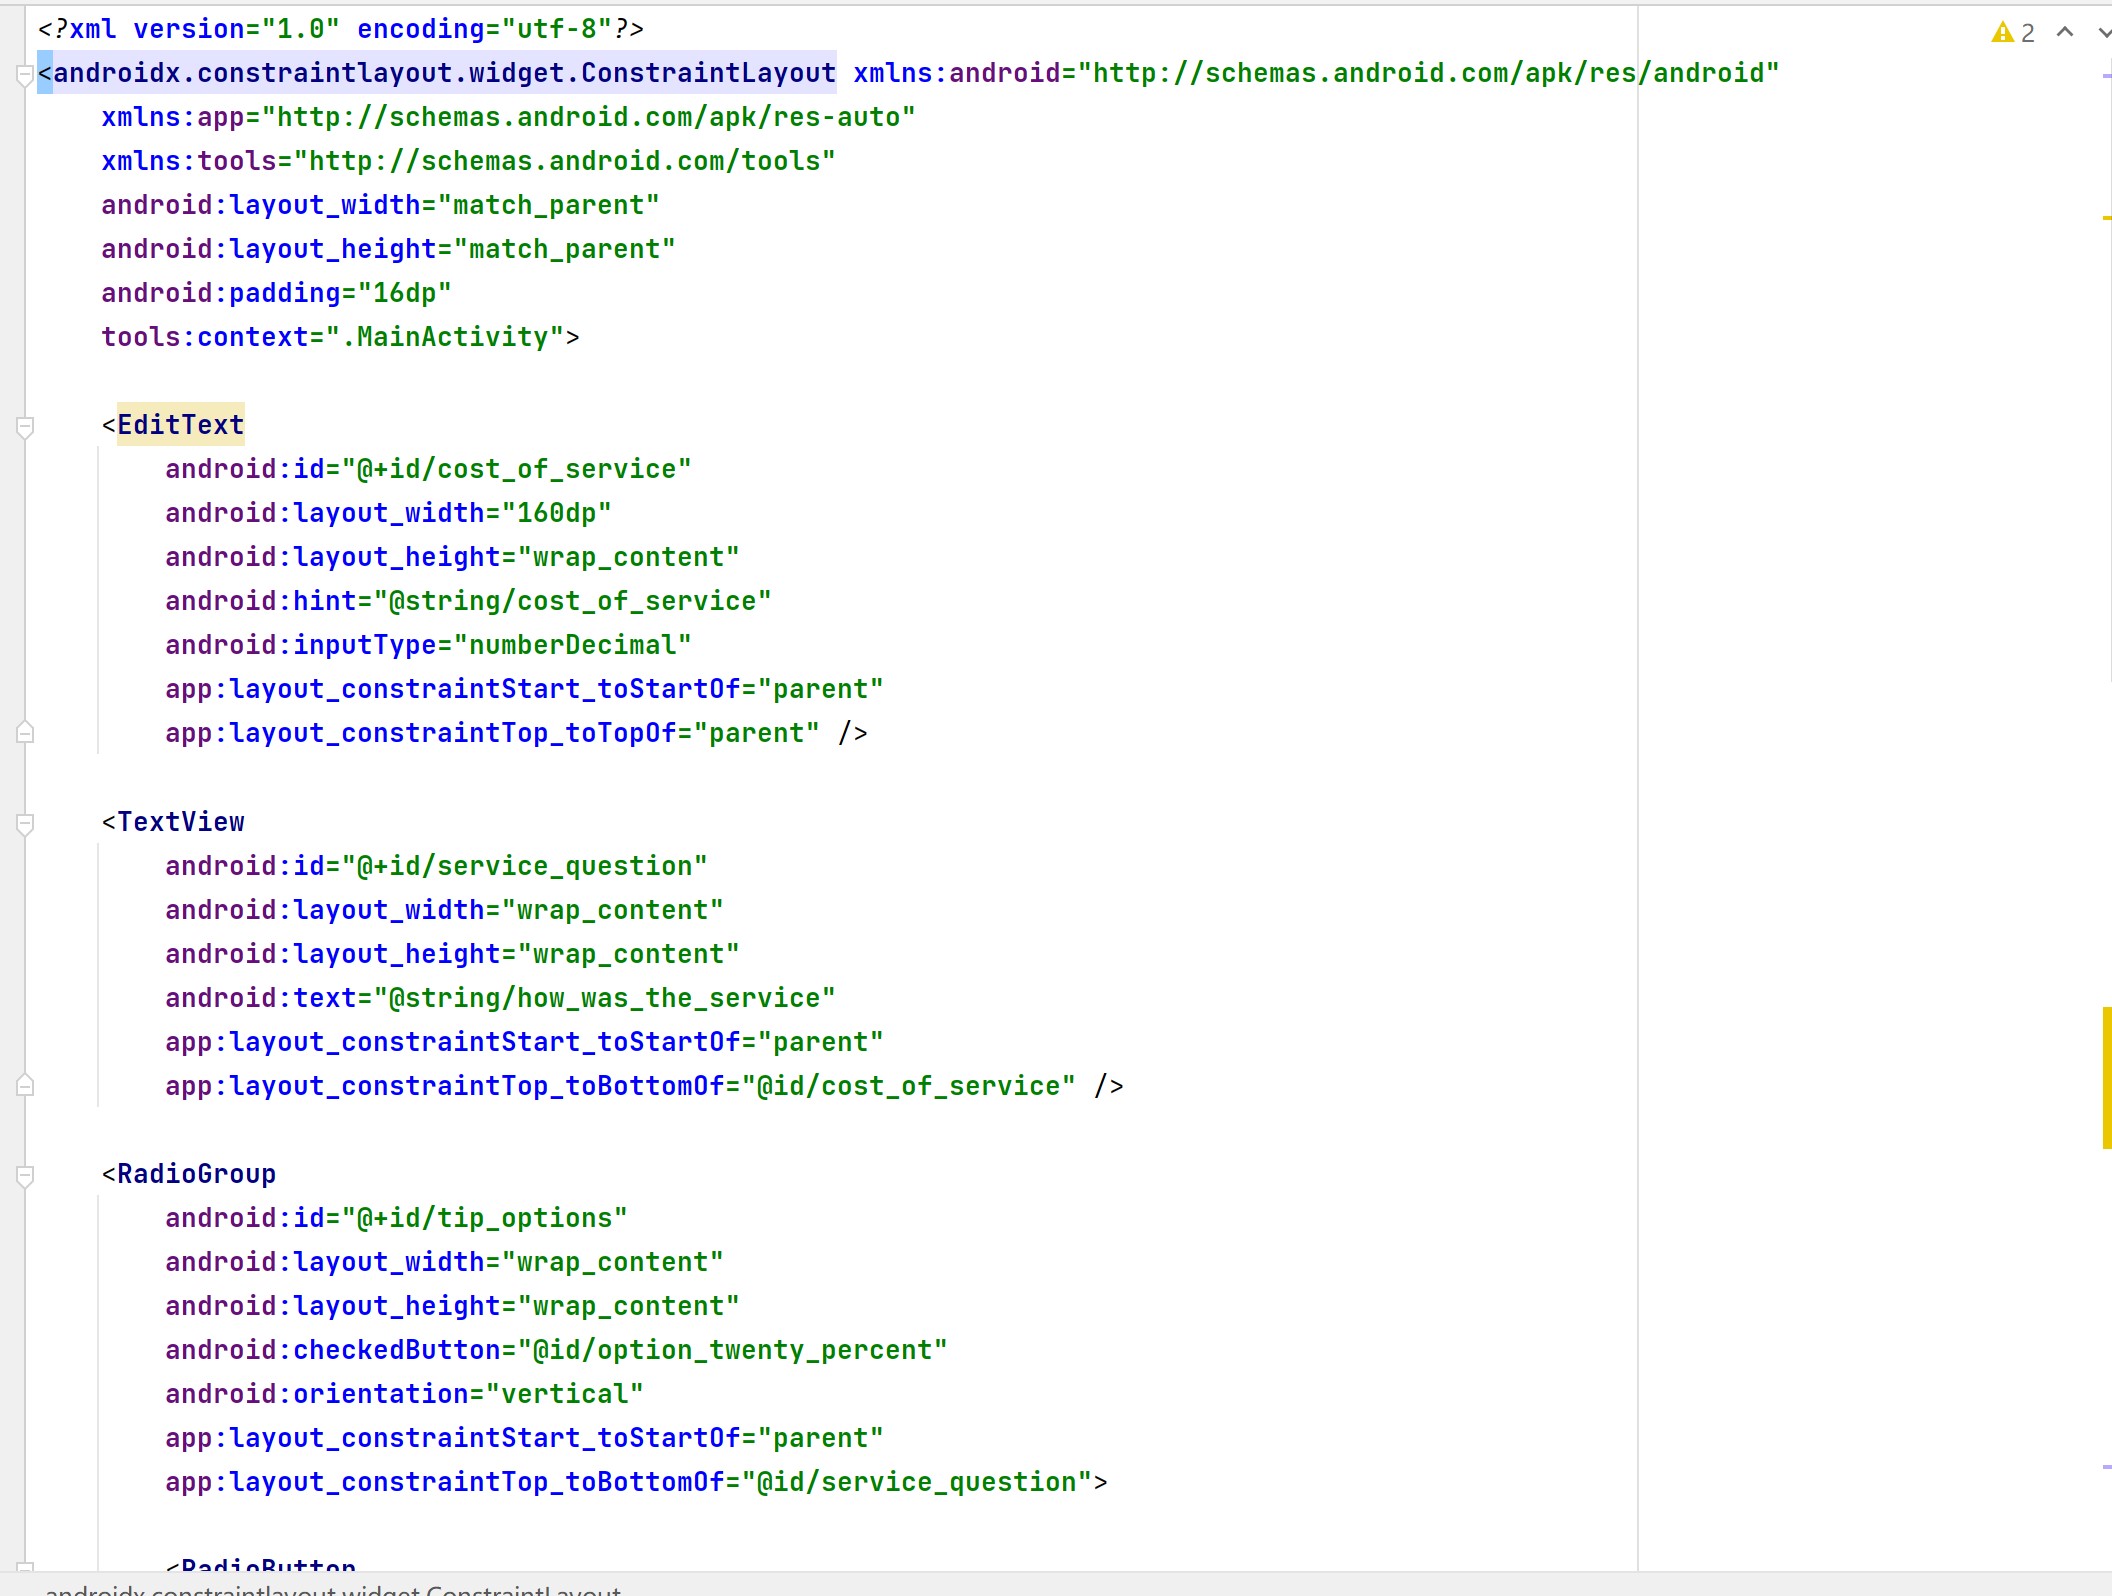 <?xml version="1.0" encoding="utf-8"?>
<androidx.constraintlayout.widget.ConstraintLayout xmlns:android="http://schemas.android.com/apk/res/android"
    xmlns:app="http://schemas.android.com/apk/res-auto"
    xmlns:tools="http://schemas.android.com/tools"
    android:layout_width="match_parent"
    android:layout_height="match_parent"
    android:padding="16dp"
    tools:context=".MainActivity">
    <EditText
        android:id="@+id/cost_of_service"
        android:layout_width="160dp"
        android:layout_height="wrap_content"
        android:hint="@string/cost_of_service"
        android:inputType="numberDecimal"
        app:layout_constraintStart_toStartOf="parent"
        app:layout_constraintTop_toTopOf="parent" />
    <TextView
        android:id="@+id/service_question"
        android:layout_width="wrap_content"
        android:layout_height="wrap_content"
        android:text="@string/how_was_the_service"
        app:layout_constraintStart_toStartOf="parent"
        app:layout_constraintTop_toBottomOf="@id/cost_of_service" />
    <RadioGroup
        android:id="@+id/tip_options"
        android:layout_width="wrap_content"
        android:layout_height="wrap_content"
        android:checkedButton="@id/option_twenty_percent"
        android:orientation="vertical"
        app:layout_constraintStart_toStartOf="parent"
        app:layout_constraintTop_toBottomOf="@id/service_question">
        <RadioButton
androidx.constraintlayout.widget.ConstraintLayout
2